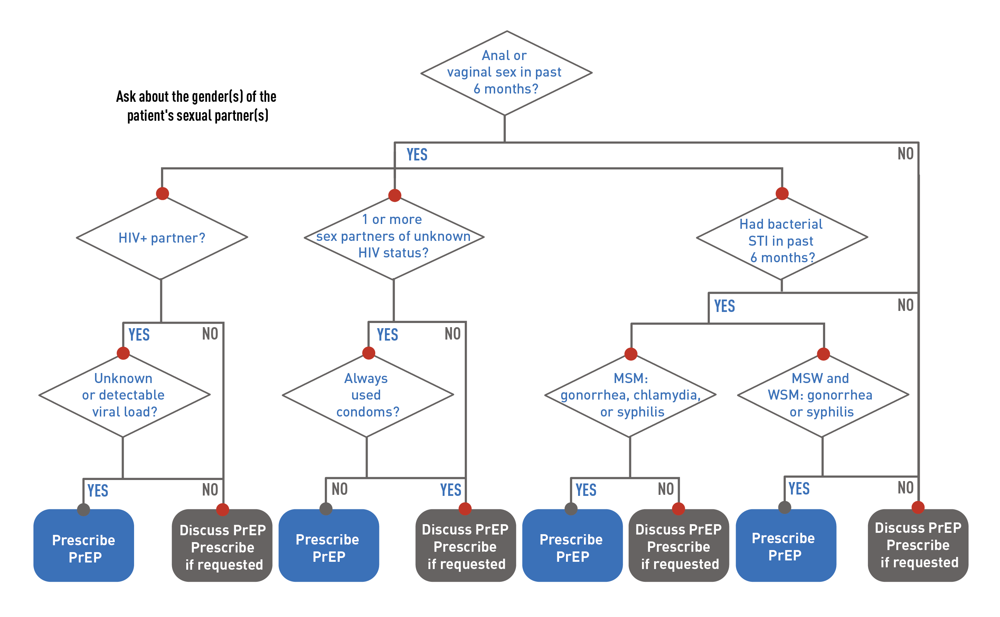 Anal or
vaginal sex in past
6 months?
Ask about the gender(s) of the
patient's sexual partner(s)
YES
NO
HIV+ partner?
1 or more
sex partners of unknown
HIV status?
Had bacterial
STI in past
6 months?
YES
NO
YES
NO
YES
NO
Unknown
or detectable
viral load?
Always
used
condoms?
MSM:
gonorrhea, chlamydia,
or syphilis
MSW and
WSM: gonorrhea
or syphilis
YES
NO
NO
YES
YES
NO
YES
NO
Prescribe
PrEP
Discuss PrEP
Prescribe
if requested
Prescribe
PrEP
Discuss PrEP
Prescribe
if requested
Prescribe
PrEP
Discuss PrEP
Prescribe
if requested
Prescribe
PrEP
Discuss PrEP
Prescribe
if requested